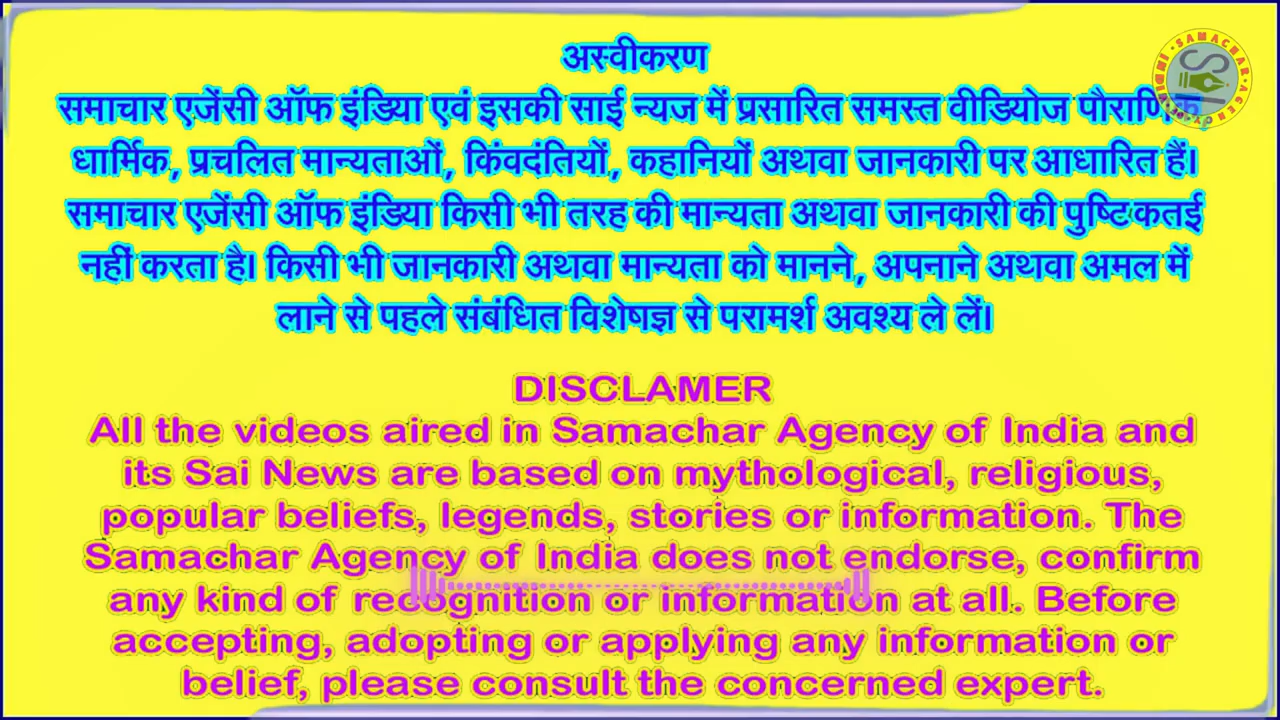 अस्वीकरण
समाचार एजेंसी ऑफ इंडिया एवं इसकी साई न्यज में प्रसारित समस्त वीडियोज
धार्मिक, प्रचलित मान्यताओं, किंवदंतियों, कहानियों अथवा जानकारी पर आधारित हैं।
समाचार एजेंसी ऑफ इंडिया किसी भी तरह की मान्यता अथवा जानकारी की पुष्टि कतई
नहीं करता है। किसी भी जानकारी अथवा मान्यता को मानने, अपनाने अथवा अमल में
लाने से पहले संबंधित विशेषज्ञ से परामर्श अवश्य ले लें।
DISCLAMER
All the videos aired in Samachar Agency of India and
its Sai News are based on mythological, religious,
popular beliefs, legends, stories or information. The
Samachar Agency of India does not endorse, confirm
any kind of recognition or information at all. Before
accepting, adopting or applying any information or
belief, please consult the concerned expert.
SAMACHAR